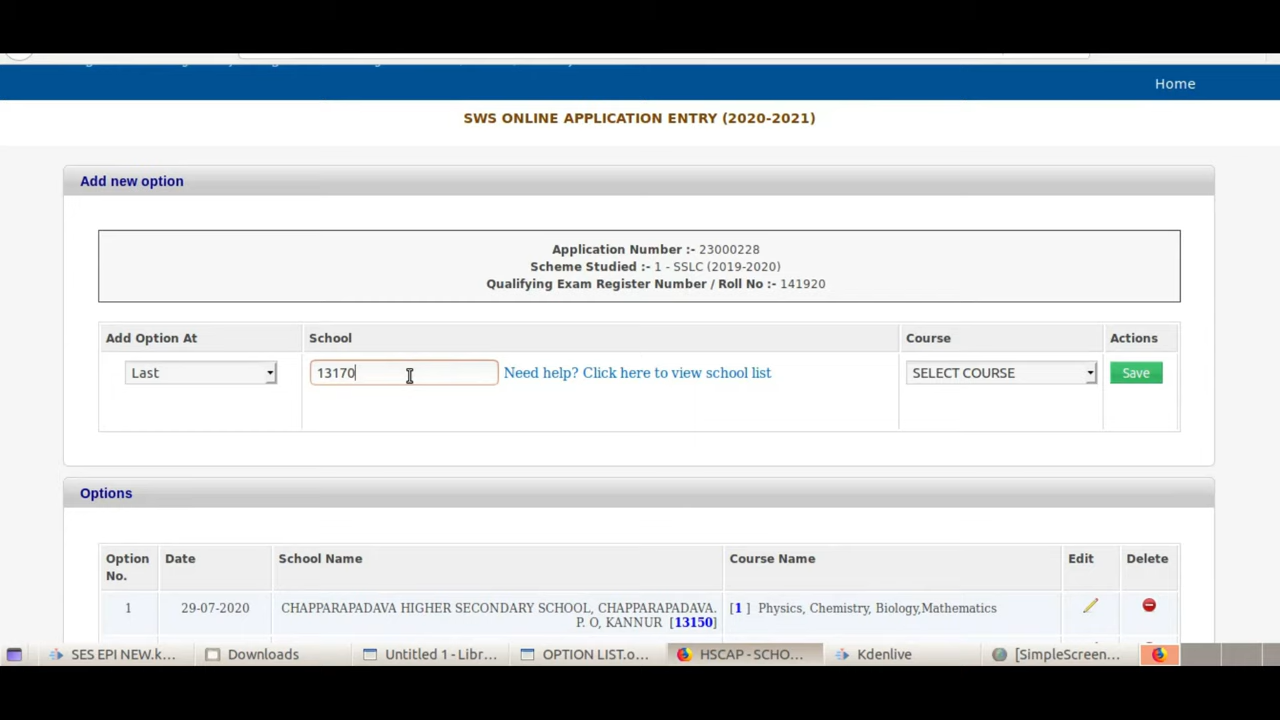 Home
SWS ONLINE APPLICATION ENTRY (2020-2021)
Add new option
Application Number :- 23000228
Scheme Studied :- 1 - SSLC (2019-2020)
Qualifying Exam Register Number / Roll No :- 141920
Add Option At School Course Actions
Last 13170 Need help? Click here to view school list SELECT COURSE Save
Options
Option No. Date School Name Course Name Edit Delete
1 29-07-2020 CHAPPARAPADAVA HIGHER SECONDARY SCHOOL, CHAPPARAPADAVA. [1 ] Physics, Chemistry, Biology,Mathematics
P. O, KANNUR [13150]
SES EPI NEW.k... Downloads Untitled 1 - Libr... OPTION LIST.o... HSCAP - SCHO... Kdenlive [SimpleScreen...